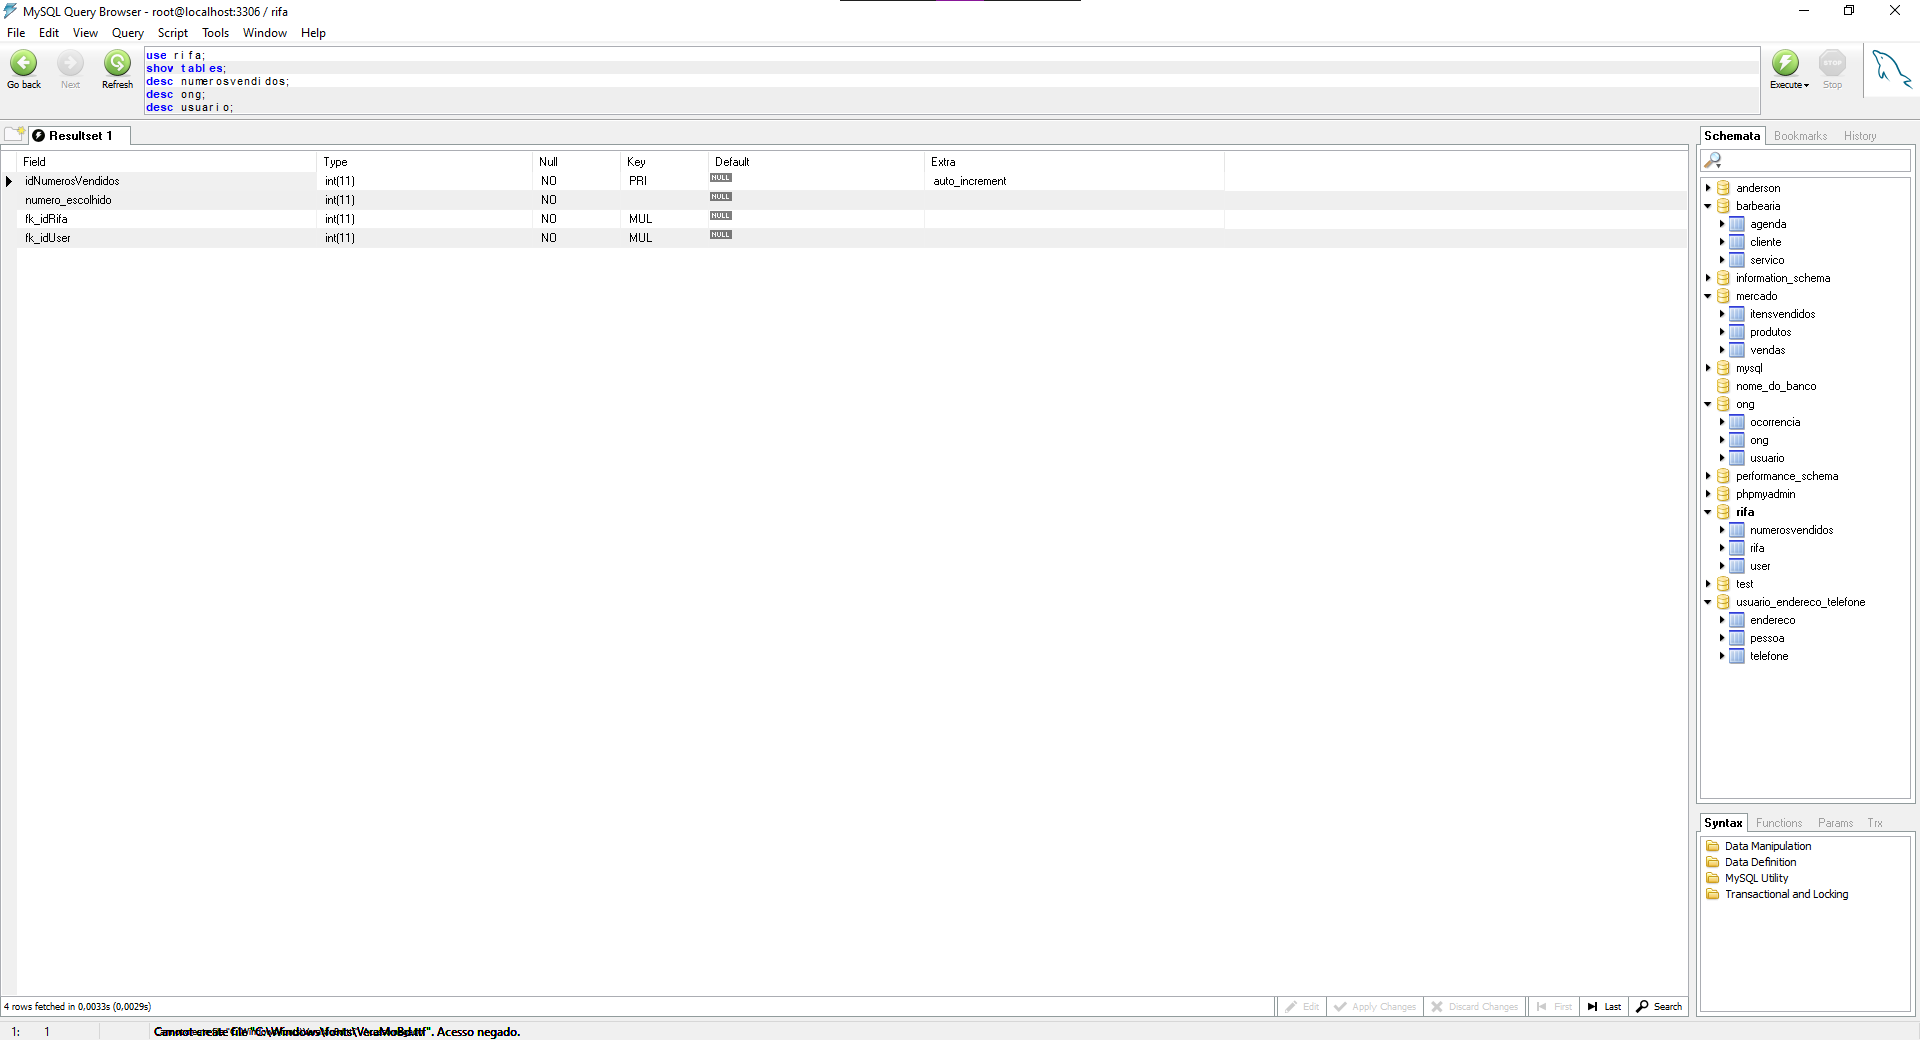 MySQL Query Browser - root@localhost:3306 / rifa
File Edit View Query Script Tools Window Help
Go back Next Refresh
use rifa;
show tables;
desc numerosvendidos;
desc ong;
desc usuario;
Execute STOP Stop
Resultset 1
Field Type Null Key Default Extra
idNumerosVendidos int(11) NO PRI NULL auto_increment
numero_escolhido int(11) NO NULL
fk_idRifa int(11) NO MUL NULL
fk_idUser int(11) NO MUL NULL
Schemata Bookmarks History
anderson
barbearia
agenda
cliente
servico
information_schema
mercado
itensvendidos
produtos
vendas
mysql
nome_do_banco
ong
ocorrencia
ong
usuario
performance_schema
phpmyadmin
rifa
numerosvendidos
rifa
user
test
usuario_endereco_telefone
endereco
pessoa
telefone
Syntax Functions Params Trx
Data Manipulation
Data Definition
MySQL Utility
Transactional and Locking
4 rows fetched in 0,0033s (0,0029s)
Edit Apply Changes Discard Changes First Last Search
1: 1
Cannot create file "C:\Windows\fonts\VeraMoBd.ttf". Acesso negado.